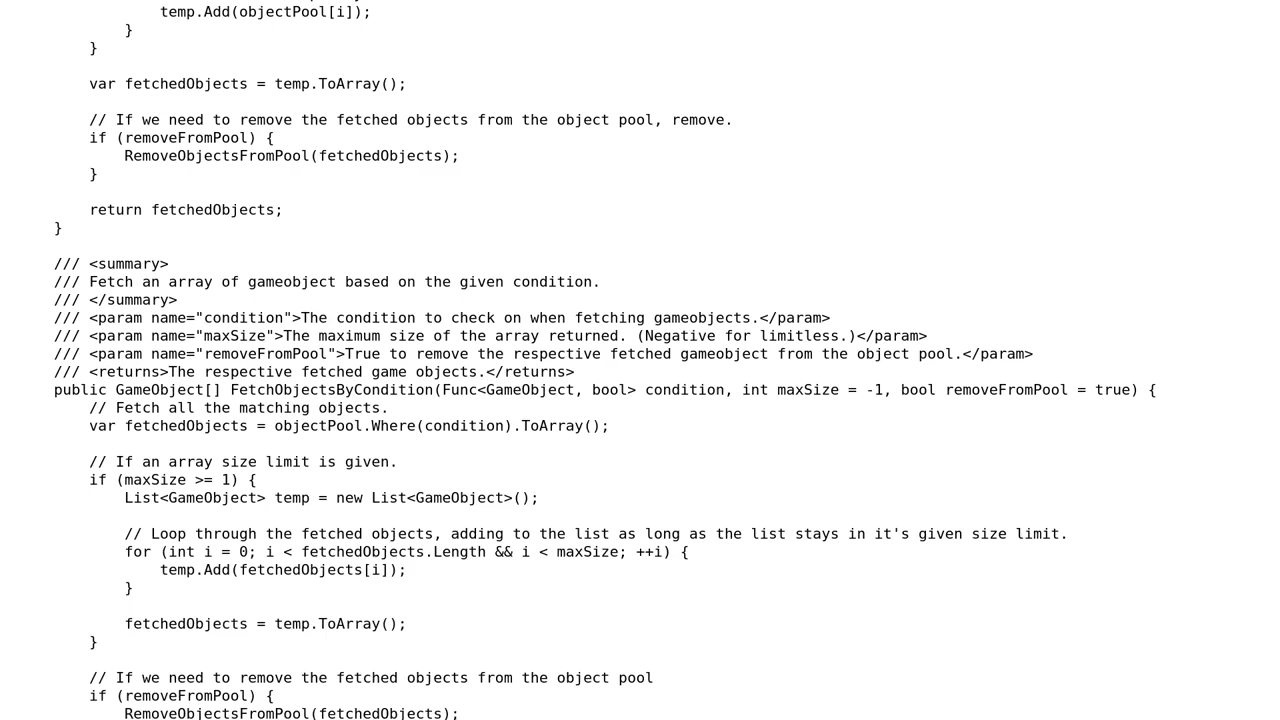 temp.Add(objectPool[i]);
}
}
var fetchedObjects = temp.ToArray();
// If we need to remove the fetched objects from the object pool, remove.
if (removeFromPool) {
RemoveObjectsFromPool(fetchedObjects);
}
return fetchedObjects;
}
/// <summary>
/// Fetch an array of gameobject based on the given condition.
/// </summary>
/// <param name="condition">The condition to check on when fetching gameobjects.</param>
/// <param name="maxSize">The maximum size of the array returned. (Negative for limitless.)</param>
/// <param name="removeFromPool">True to remove the respective fetched gameobject from the object pool.</param>
/// <returns>The respective fetched game objects.</returns>
public GameObject[] FetchObjectsByCondition(Func<GameObject, bool> condition, int maxSize = -1, bool removeFromPool = true) {
// Fetch all the matching objects.
var fetchedObjects = objectPool.Where(condition).ToArray();
// If an array size limit is given.
if (maxSize >= 1) {
List<GameObject> temp = new List<GameObject>();
// Loop through the fetched objects, adding to the list as long as the list stays in it's given size limit.
for (int i = 0; i < fetchedObjects.Length && i < maxSize; ++i) {
temp.Add(fetchedObjects[i]);
}
fetchedObjects = temp.ToArray();
}
// If we need to remove the fetched objects from the object pool
if (removeFromPool) {
RemoveObjectsFromPool(fetchedObjects);